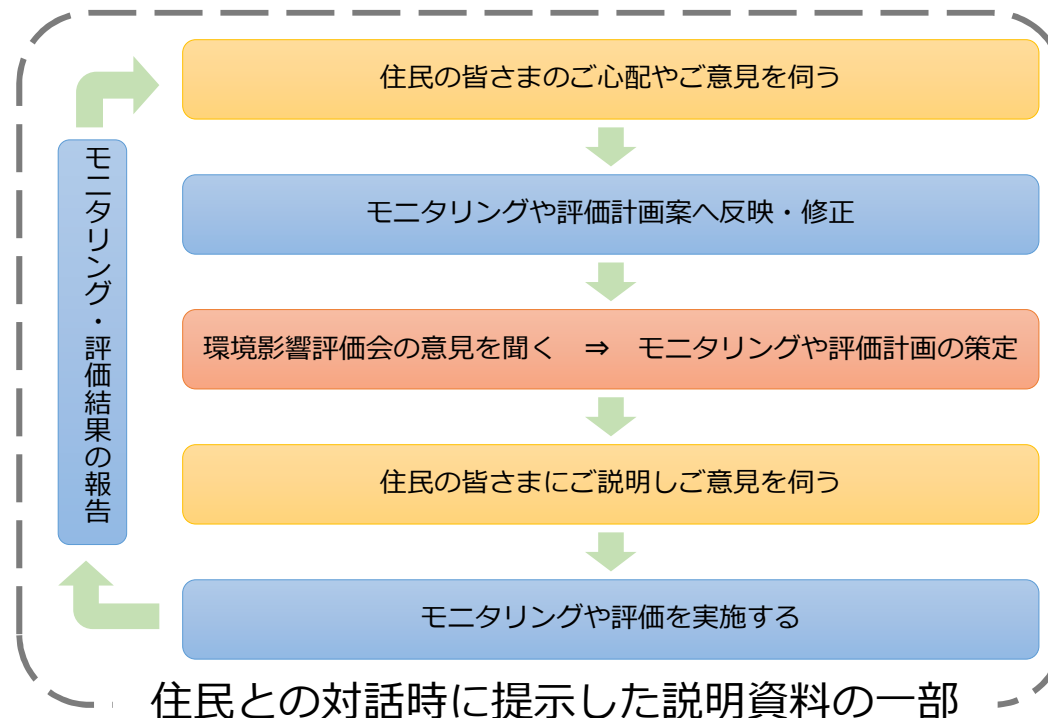 住民の皆さまのご心配やご意見を伺う
モニタリングや評価計画案へ反映・修正
環境影響評価会の意見を聞く ⇒ モニタリングや評価計画の策定
住民の皆さまにご説明しご意見を伺う
モニタリングや評価を実施する
モニタリング・評価結果の報告
住民との対話時に提示した説明資料の一部